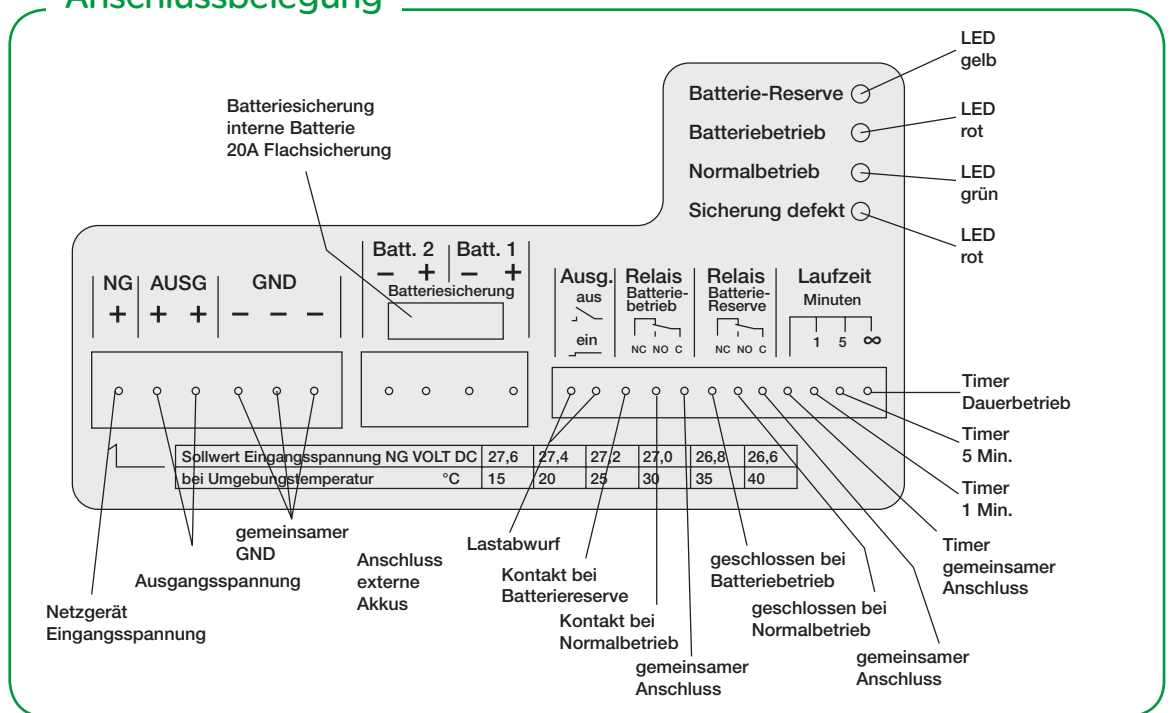 Anschlussbelegung
LED
gelb
Batterie-Reserve
LED
rot
Batteriebetrieb
LED
grün
Normalbetrieb
LED
rot
Sicherung defekt
Batteriesicherung
interne Batterie
20A Flachsicherung
NG
+
AUSG
+ +
GND
− − −
Batt. 2
− +
Batt. 1
− +
Batteriesicherung
Ausg.
aus
ein
Relais
Batterie-
betrieb
NC NO C
Relais
Batterie-
Reserve
NC NO C
Laufzeit
Minuten
1 5 ∞
Sollwert Eingangsspannung NG VOLT DC 27,6 27,4 27,2 27,0 26,8 26,6
bei Umgebungstemperatur °C 15 20 25 30 35 40
Netzgerät
Eingangsspannung
Ausgangsspannung
gemeinsamer
GND
Anschluss
externe
Akkus
Lastabwurf
Kontakt bei
Batteriereserve
Kontakt bei
Normalbetrieb
gemeinsamer
Anschluss
geschlossen bei
Batteriebetrieb
geschlossen bei
Normalbetrieb
gemeinsamer
Anschluss
Timer
gemeinsamer
Anschluss
Timer
1 Min.
Timer
5 Min.
Timer
Dauerbetrieb